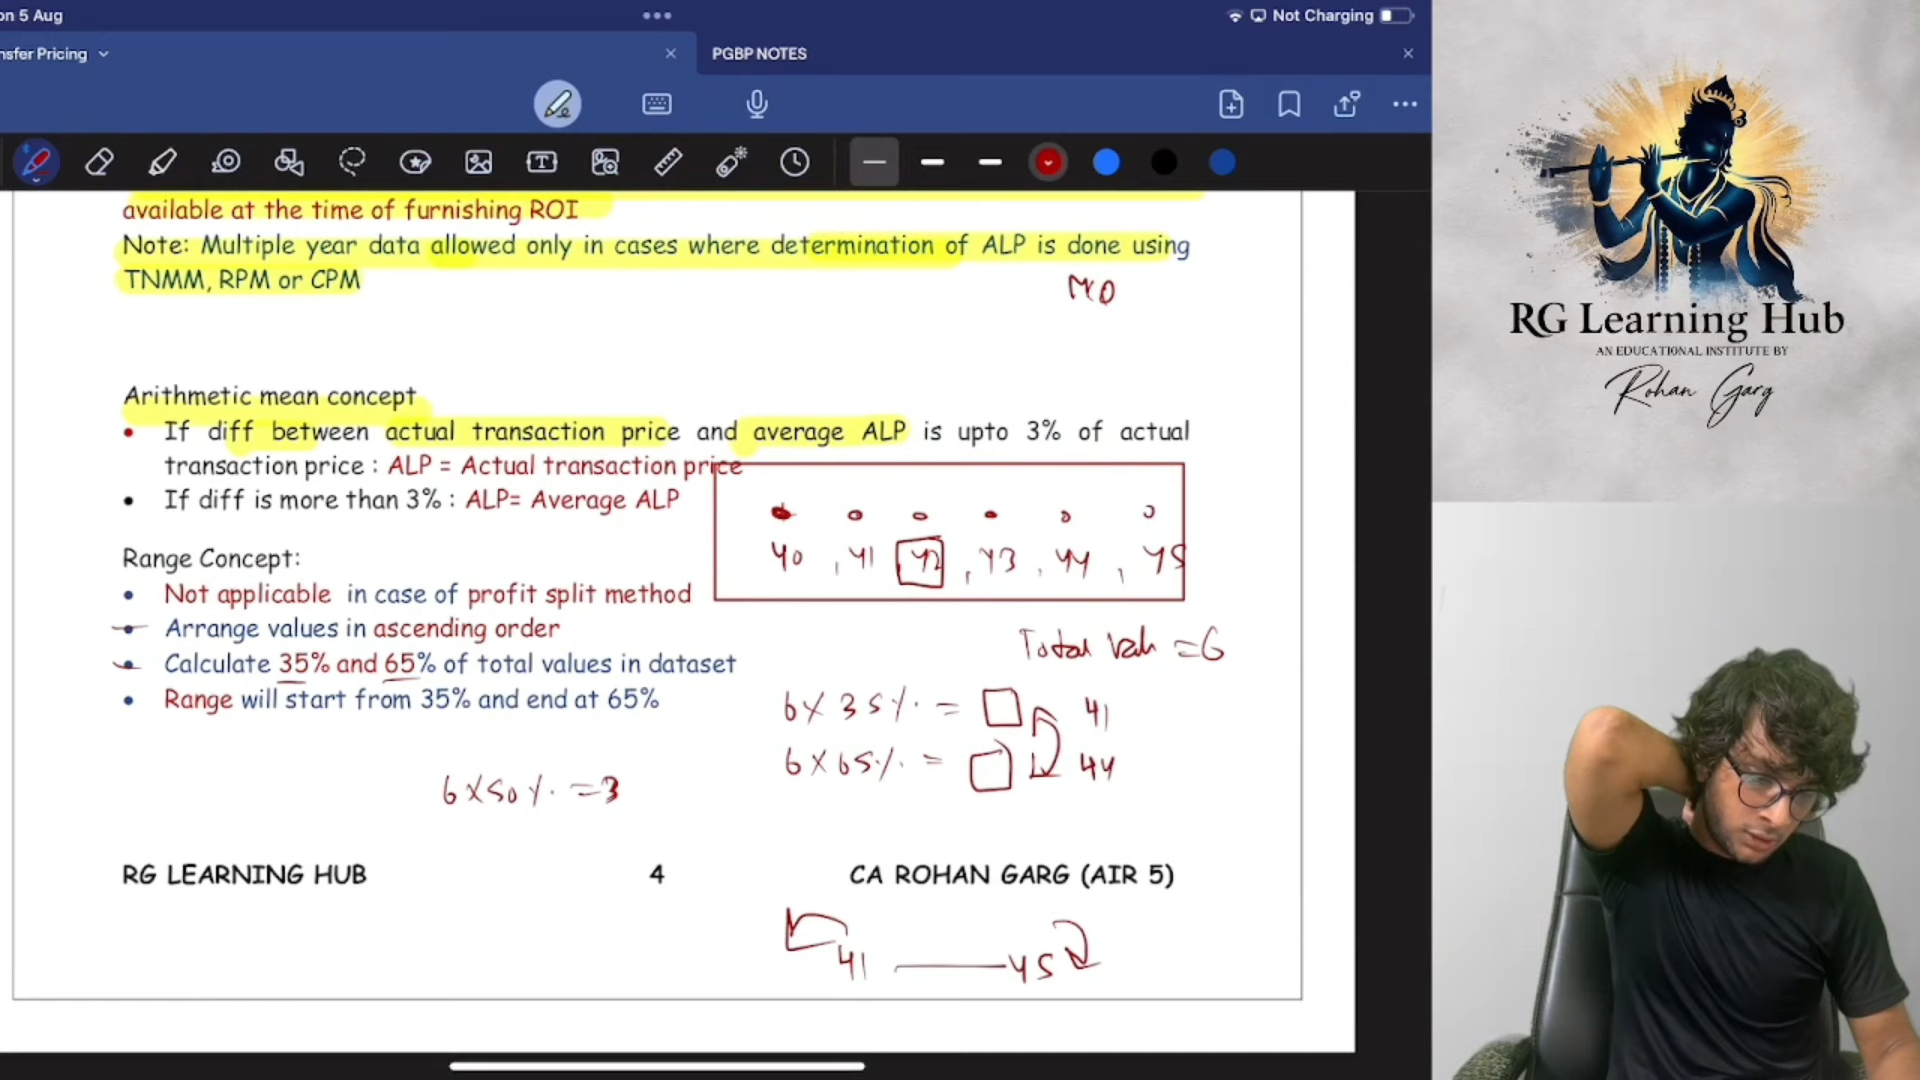 on 5 Aug
Not Charging
nsfer Pricing
PGBP NOTES
available at the time of furnishing ROI
Note: Multiple year data allowed only in cases where determination of ALP is done using
TNMM, RPM or CPM
Arithmetic mean concept
• If diff between actual transaction price and average ALP is upto 3% of actual
transaction price : ALP = Actual transaction price
• If diff is more than 3% : ALP= Average ALP
40, 41, 42, 43, 44, 45
Range Concept:
• Not applicable in case of profit split method
• Arrange values in ascending order
• Calculate 35% and 65% of total values in dataset
• Range will start from 35% and end at 65%
Total = 6
6 X 35% = 41
6 X 65% = 44
6 X 50% = 3
RG LEARNING HUB 4 CA ROHAN GARG (AIR 5)
41 — 45
RG Learning Hub
AN EDUCATIONAL INSTITUTE BY
Rohan Garg